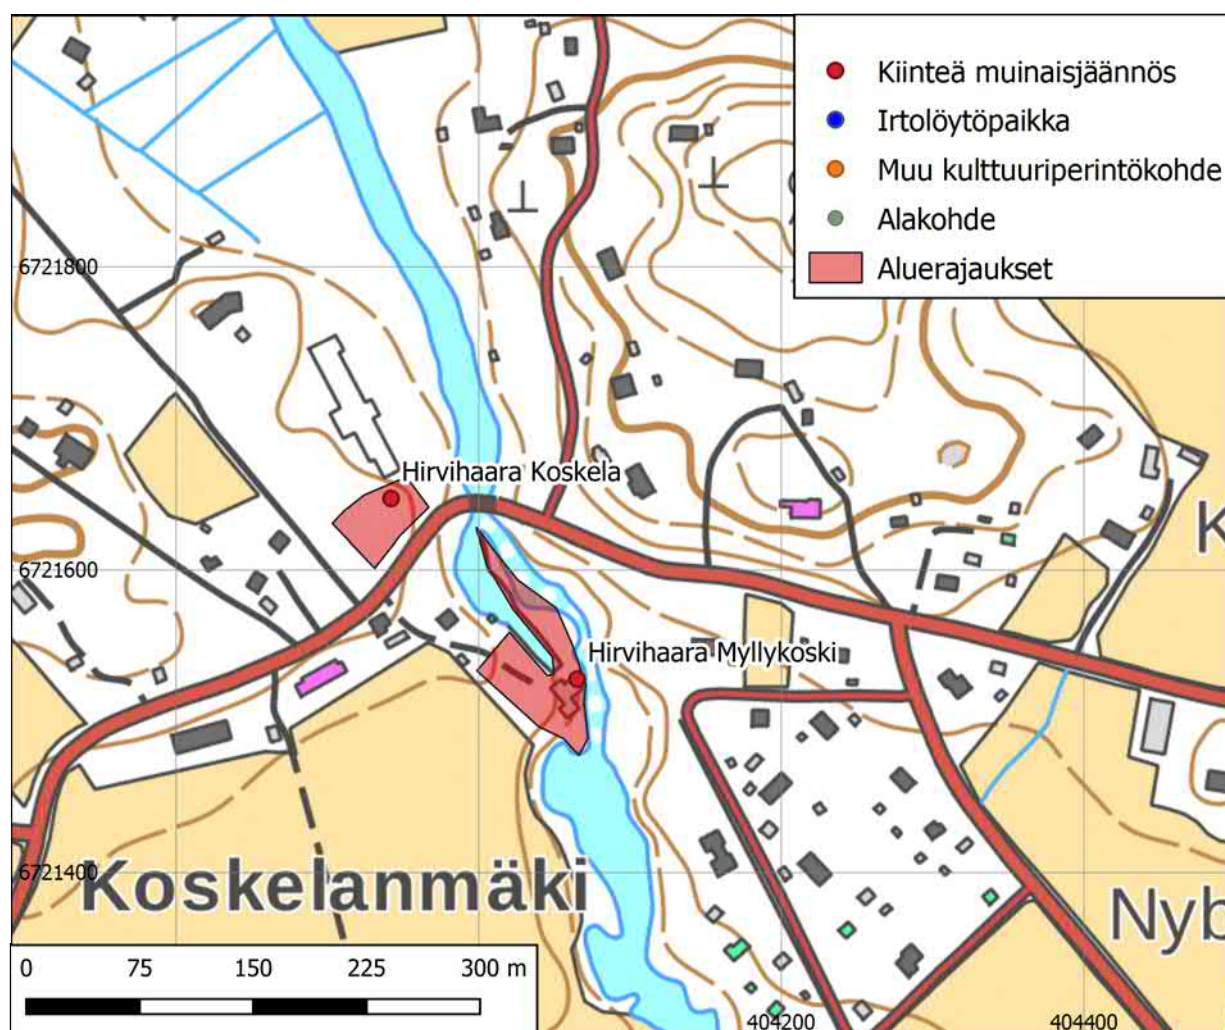 Kiinteä muinaisjäännös
Irtolöytöpaikka
Muu kulttuuriperintökohde
Alakohde
Aluerajaukset
6721800
Hirvihaara Koskela
6721600
Hirvihaara Myllykoski
6721400
Koskelanmäki
K
Nyb
0 75 150 225 300 m
404200
404400